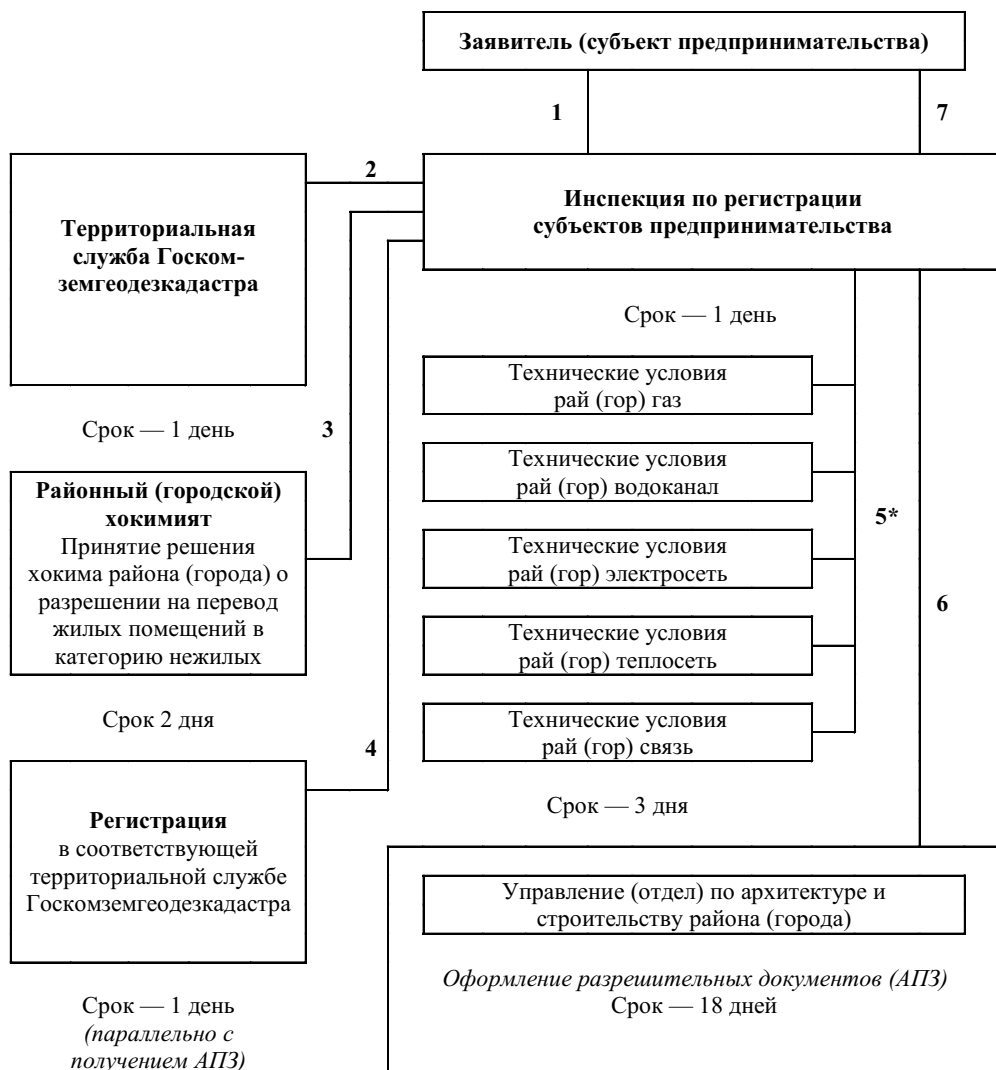 Заявитель (субъект предпринимательства)
1
7
2
Территориальная
служба Госком-
земгеодезкадастра
Инспекция по регистрации
субъектов предпринимательства
Срок — 1 день
Технические условия
рай (гор) газ
Срок — 1 день
3
Районный (городской)
хокимият
Принятие решения
хокима района (города) о
разрешении на перевод
жилых помещений в
категорию нежилых
Технические условия
рай (гор) водоканал
5*
Технические условия
рай (гор) электросеть
6
Технические условия
рай (гор) теплосеть
Срок 2 дня
Технические условия
рай (гор) связь
4
Срок — 3 дня
Регистрация
в соответствующей
территориальной службе
Госкомземгеодезкадастра
Управление (отдел) по архитектуре и
строительству района (города)
Оформление разрешительных документов (АПЗ)
Срок — 18 дней
Срок — 1 день
(параллельно с
получением АПЗ)